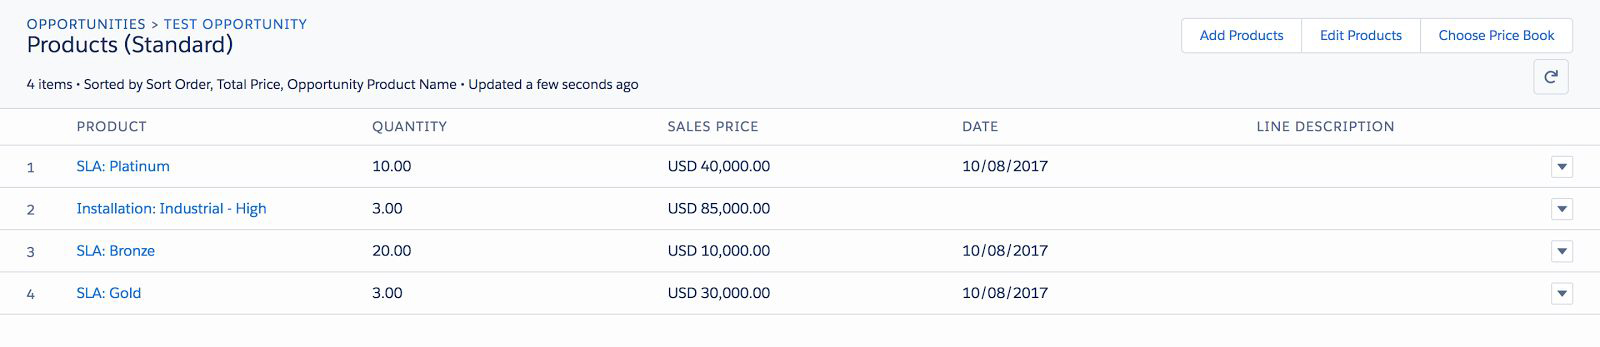 OPPORTUNITIES > TEST OPPORTUNITY
Products (Standard)
Add Products Edit Products Choose Price Book
4 items • Sorted by Sort Order, Total Price, Opportunity Product Name • Updated a few seconds ago
PRODUCT QUANTITY SALES PRICE DATE LINE DESCRIPTION
1 SLA: Platinum 10.00 USD 40,000.00 10/08/2017
2 Installation: Industrial - High 3.00 USD 85,000.00
3 SLA: Bronze 20.00 USD 10,000.00 10/08/2017
4 SLA: Gold 3.00 USD 30,000.00 10/08/2017